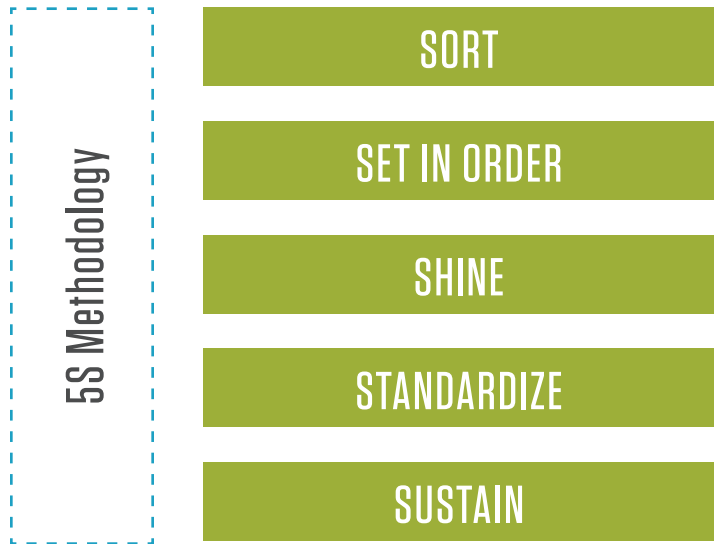 5S Methodology
SORT
SET IN ORDER
SHINE
STANDARDIZE
SUSTAIN